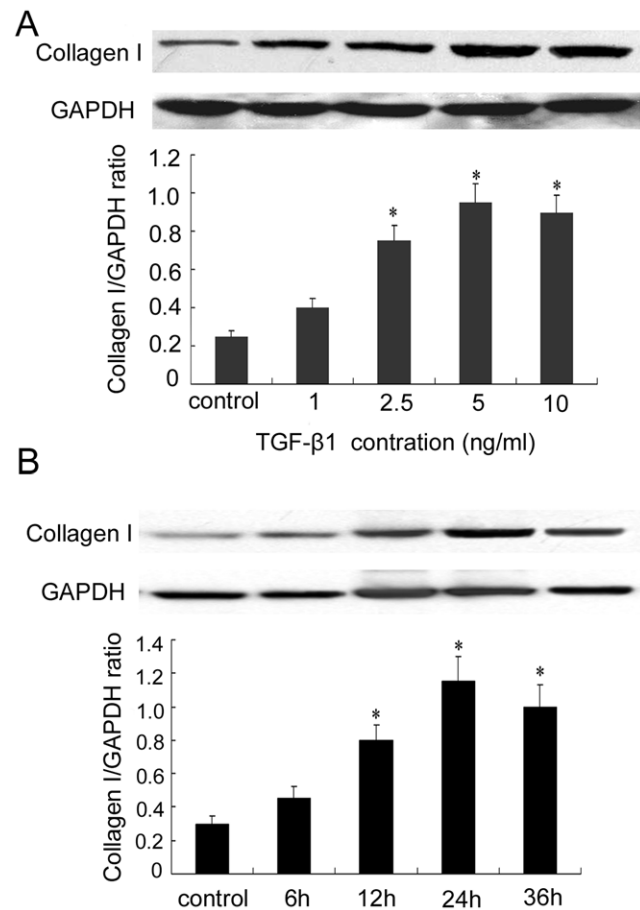 A
Collagen I
GAPDH
Collagen I/GAPDH ratio
1.2
1.0
0.8
0.6
0.4
0.2
0
* * *
control 1 2.5 5 10
TGF-β1 contration (ng/ml)
B
Collagen I
GAPDH
Collagen I/GAPDH ratio
1.4
1.2
1.0
0.8
0.6
0.4
0.2
0
* * *
control 6h 12h 24h 36h